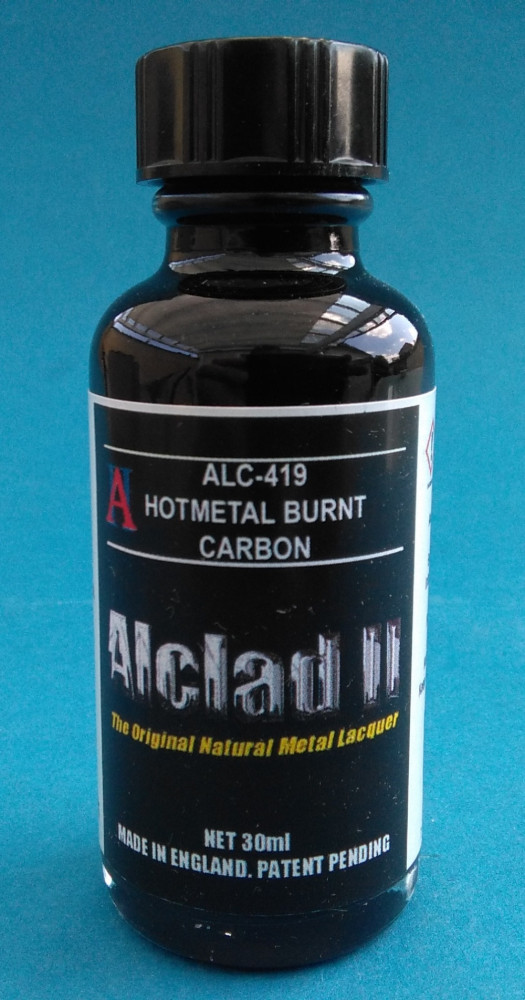 ALC-419
A HOTMETAL BURNT
CARBON
Alclad II
The Original Natural Metal Lacquer
NET 30ml
MADE IN ENGLAND. PATENT PENDING